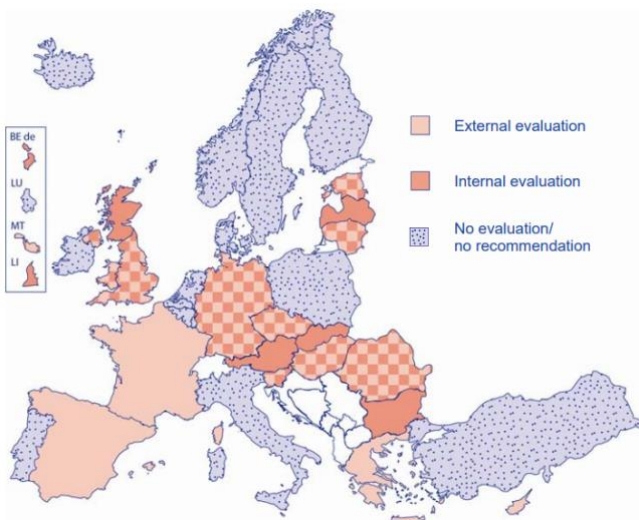 External evaluation
Internal evaluation
No evaluation/
no recommendation
BE de
LU
MT
LI